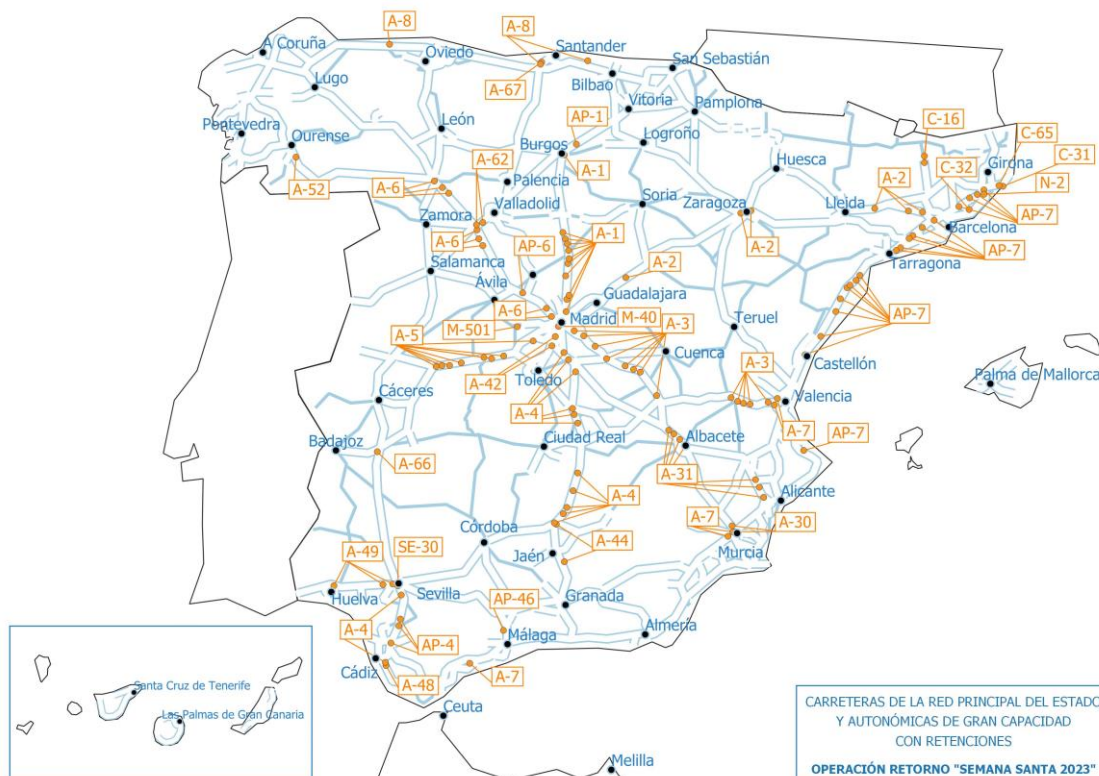 A-8
A-8
A Coruña
Santander
Oviedo
San Sebastián
Lugo
A-67
Bilbao
Vitoria
AP-1
Pamplona
C-16
C-65
Pontevedra
León
Ourense
Logroño
Burgos
A-62
Girona
C-31
Huesca
C-32
A-52
A-6
Palencia
A-1
A-2
N-2
Valladolid
Soria
Zaragoza
Lleida
AP-7
Zamora
A-6
AP-6
A-1
A-2
Barcelona
AP-7
Tarragona
Salamanca
A-2
Ávila
Guadalajara
A-6
M-501
Madrid
M-40
A-3
Teruel
AP-7
A-5
Cuenca
Castellón
A-3
Toledo
A-42
Palma de Mallorca
Cáceres
A-4
Valencia
A-7
AP-7
Badajoz
Ciudad Real
Albacete
A-66
A-31
Alicante
A-4
A-7
A-30
Córdoba
A-44
Murcia
SE-30
Jaén
A-49
Sevilla
Huelva
AP-46
Granada
A-4
Almería
AP-4
Málaga
Cádiz
A-48
A-7
Santa Cruz de Tenerife
Las Palmas de Gran Canaria
Ceuta
Melilla
CARRETERAS DE LA RED PRINCIPAL DEL ESTADO
Y AUTONÓMICAS DE GRAN CAPACIDAD
CON RETENCIONES
OPERACIÓN RETORNO "SEMANA SANTA 2023"